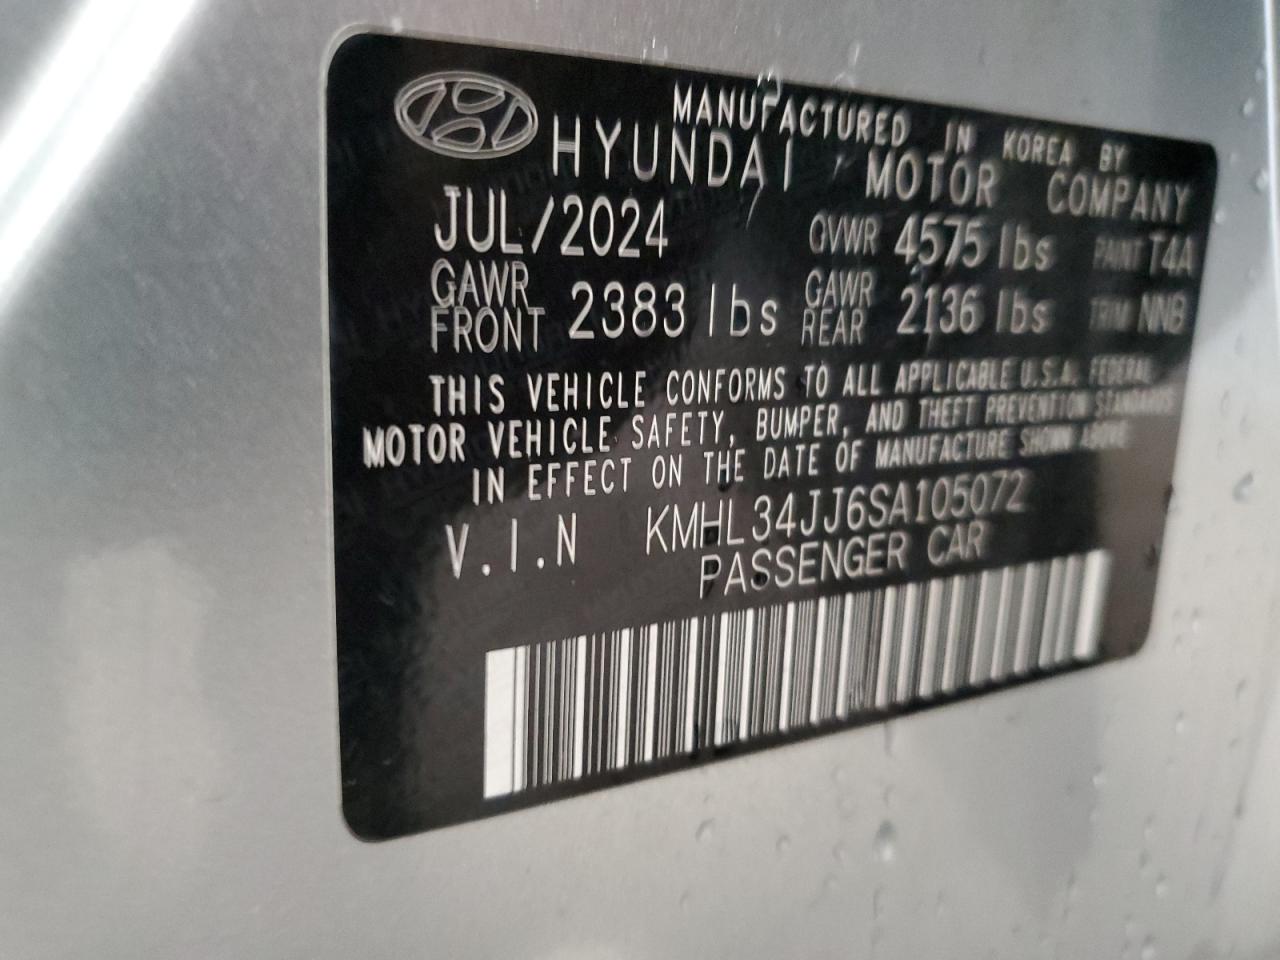 MANUFACTURED IN KOREA BY
HYUNDAI MOTOR COMPANY
JUL/2024 GVWR 4575 lbs PAINT T4A
GAWR FRONT 2383 lbs GAWR REAR 2136 lbs TRIM NNB
THIS VEHICLE CONFORMS TO ALL APPLICABLE U.S.A. FEDERAL
MOTOR VEHICLE SAFETY, BUMPER, AND THEFT PREVENTION STANDARDS
IN EFFECT ON THE DATE OF MANUFACTURE SHOWN ABOVE
V.I.N KMHL34JJ6SA105072
PASSENGER CAR